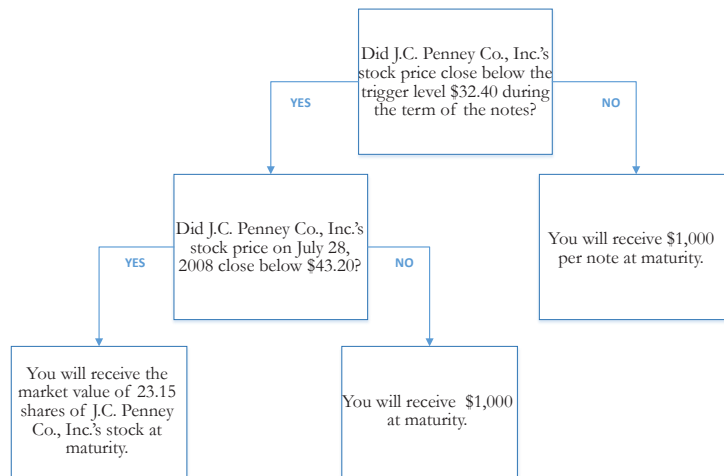 Did J.C. Penney Co., Inc.'s
stock price close below the
trigger level $32.40 during
the term of the notes?
YES
NO
Did J.C. Penney Co., Inc.'s
stock price on July 28,
2008 close below $43.20?
You will receive $1,000
per note at maturity.
YES
NO
You will receive the
market value of 23.15
shares of J.C. Penney
Co., Inc.'s stock at
maturity.
You will receive $1,000
at maturity.